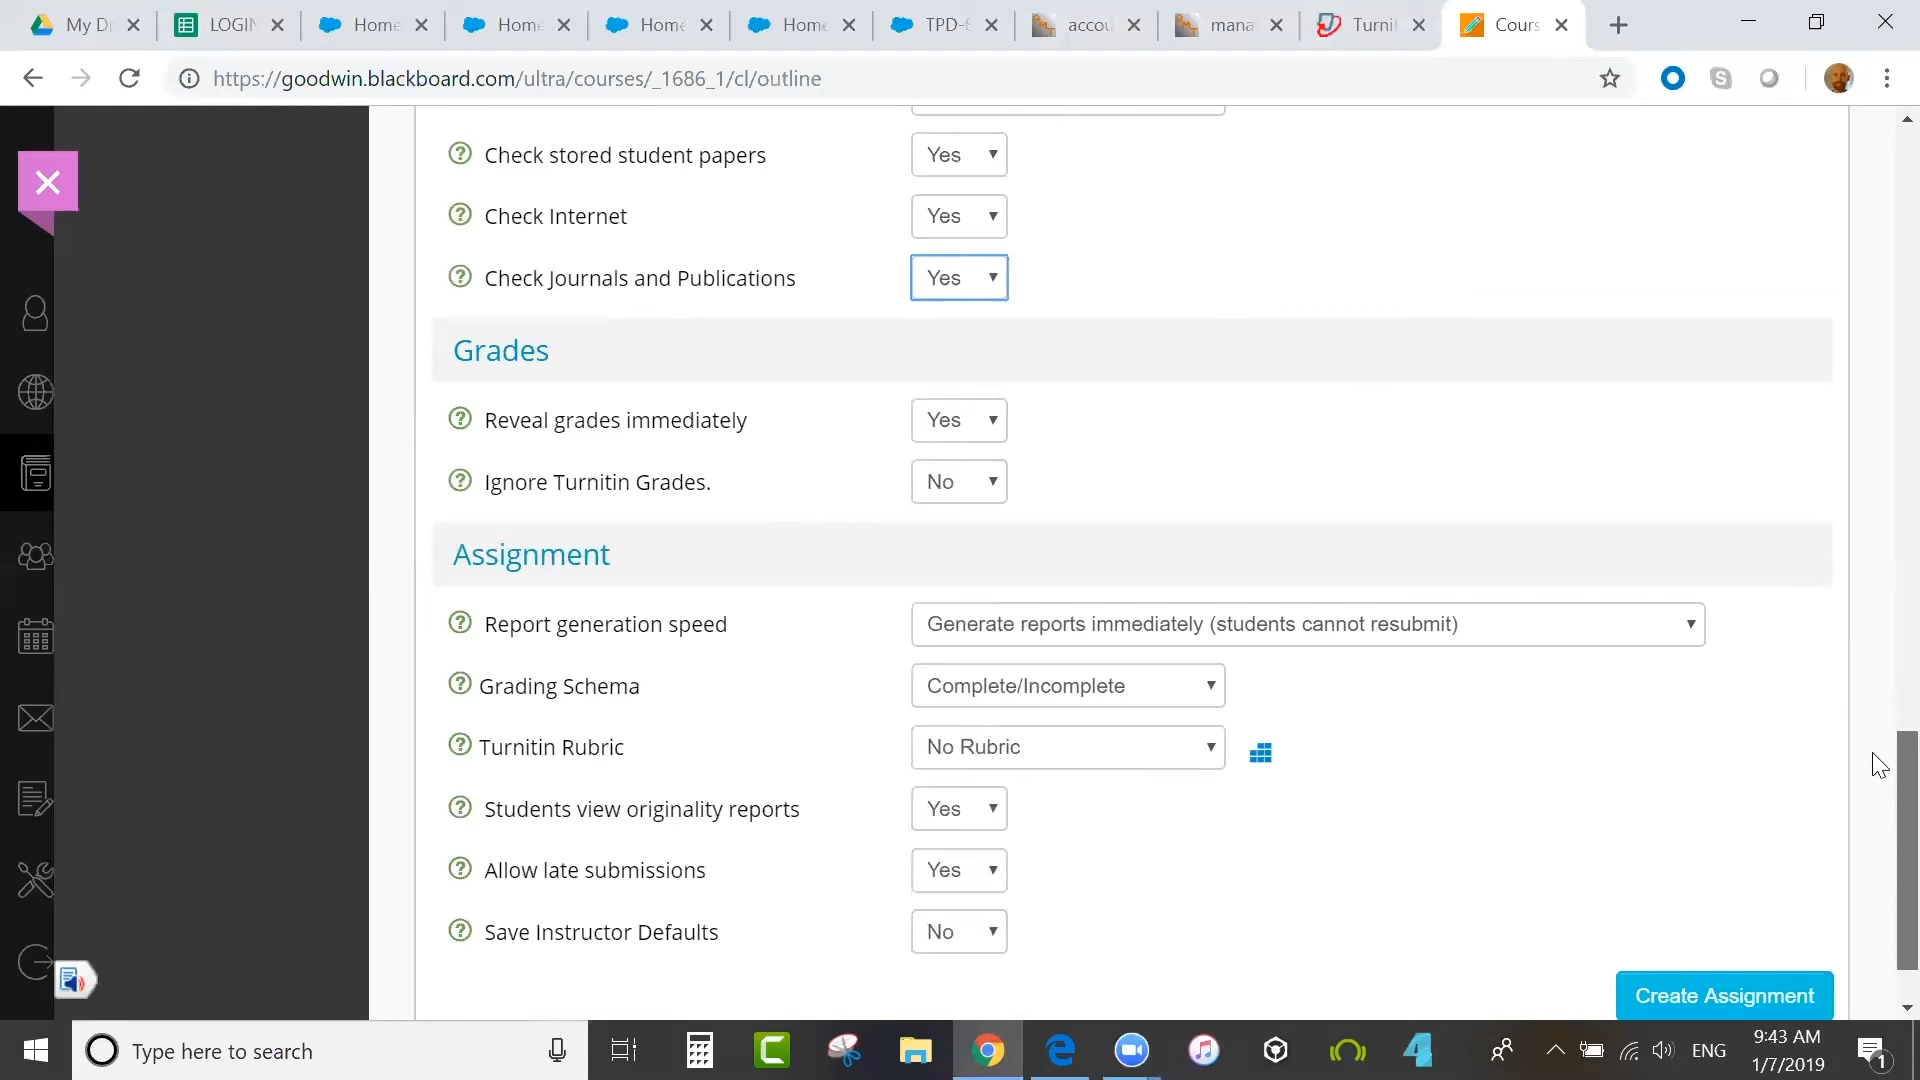 My Dr
LOGIN
Home
Home
Home
Home
TPD-8
accou
mana
Turnit
Cours
https://goodwin.blackboard.com/ultra/courses/_1686_1/cl/outline
Check stored student papers Yes
Check Internet Yes
Check Journals and Publications Yes
Grades
Reveal grades immediately Yes
Ignore Turnitin Grades. No
Assignment
Report generation speed Generate reports immediately (students cannot resubmit)
Grading Schema Complete/Incomplete
Turnitin Rubric No Rubric
Students view originality reports Yes
Allow late submissions Yes
Save Instructor Defaults No
Create Assignment
Type here to search
ENG
9:43 AM
1/7/2019
1